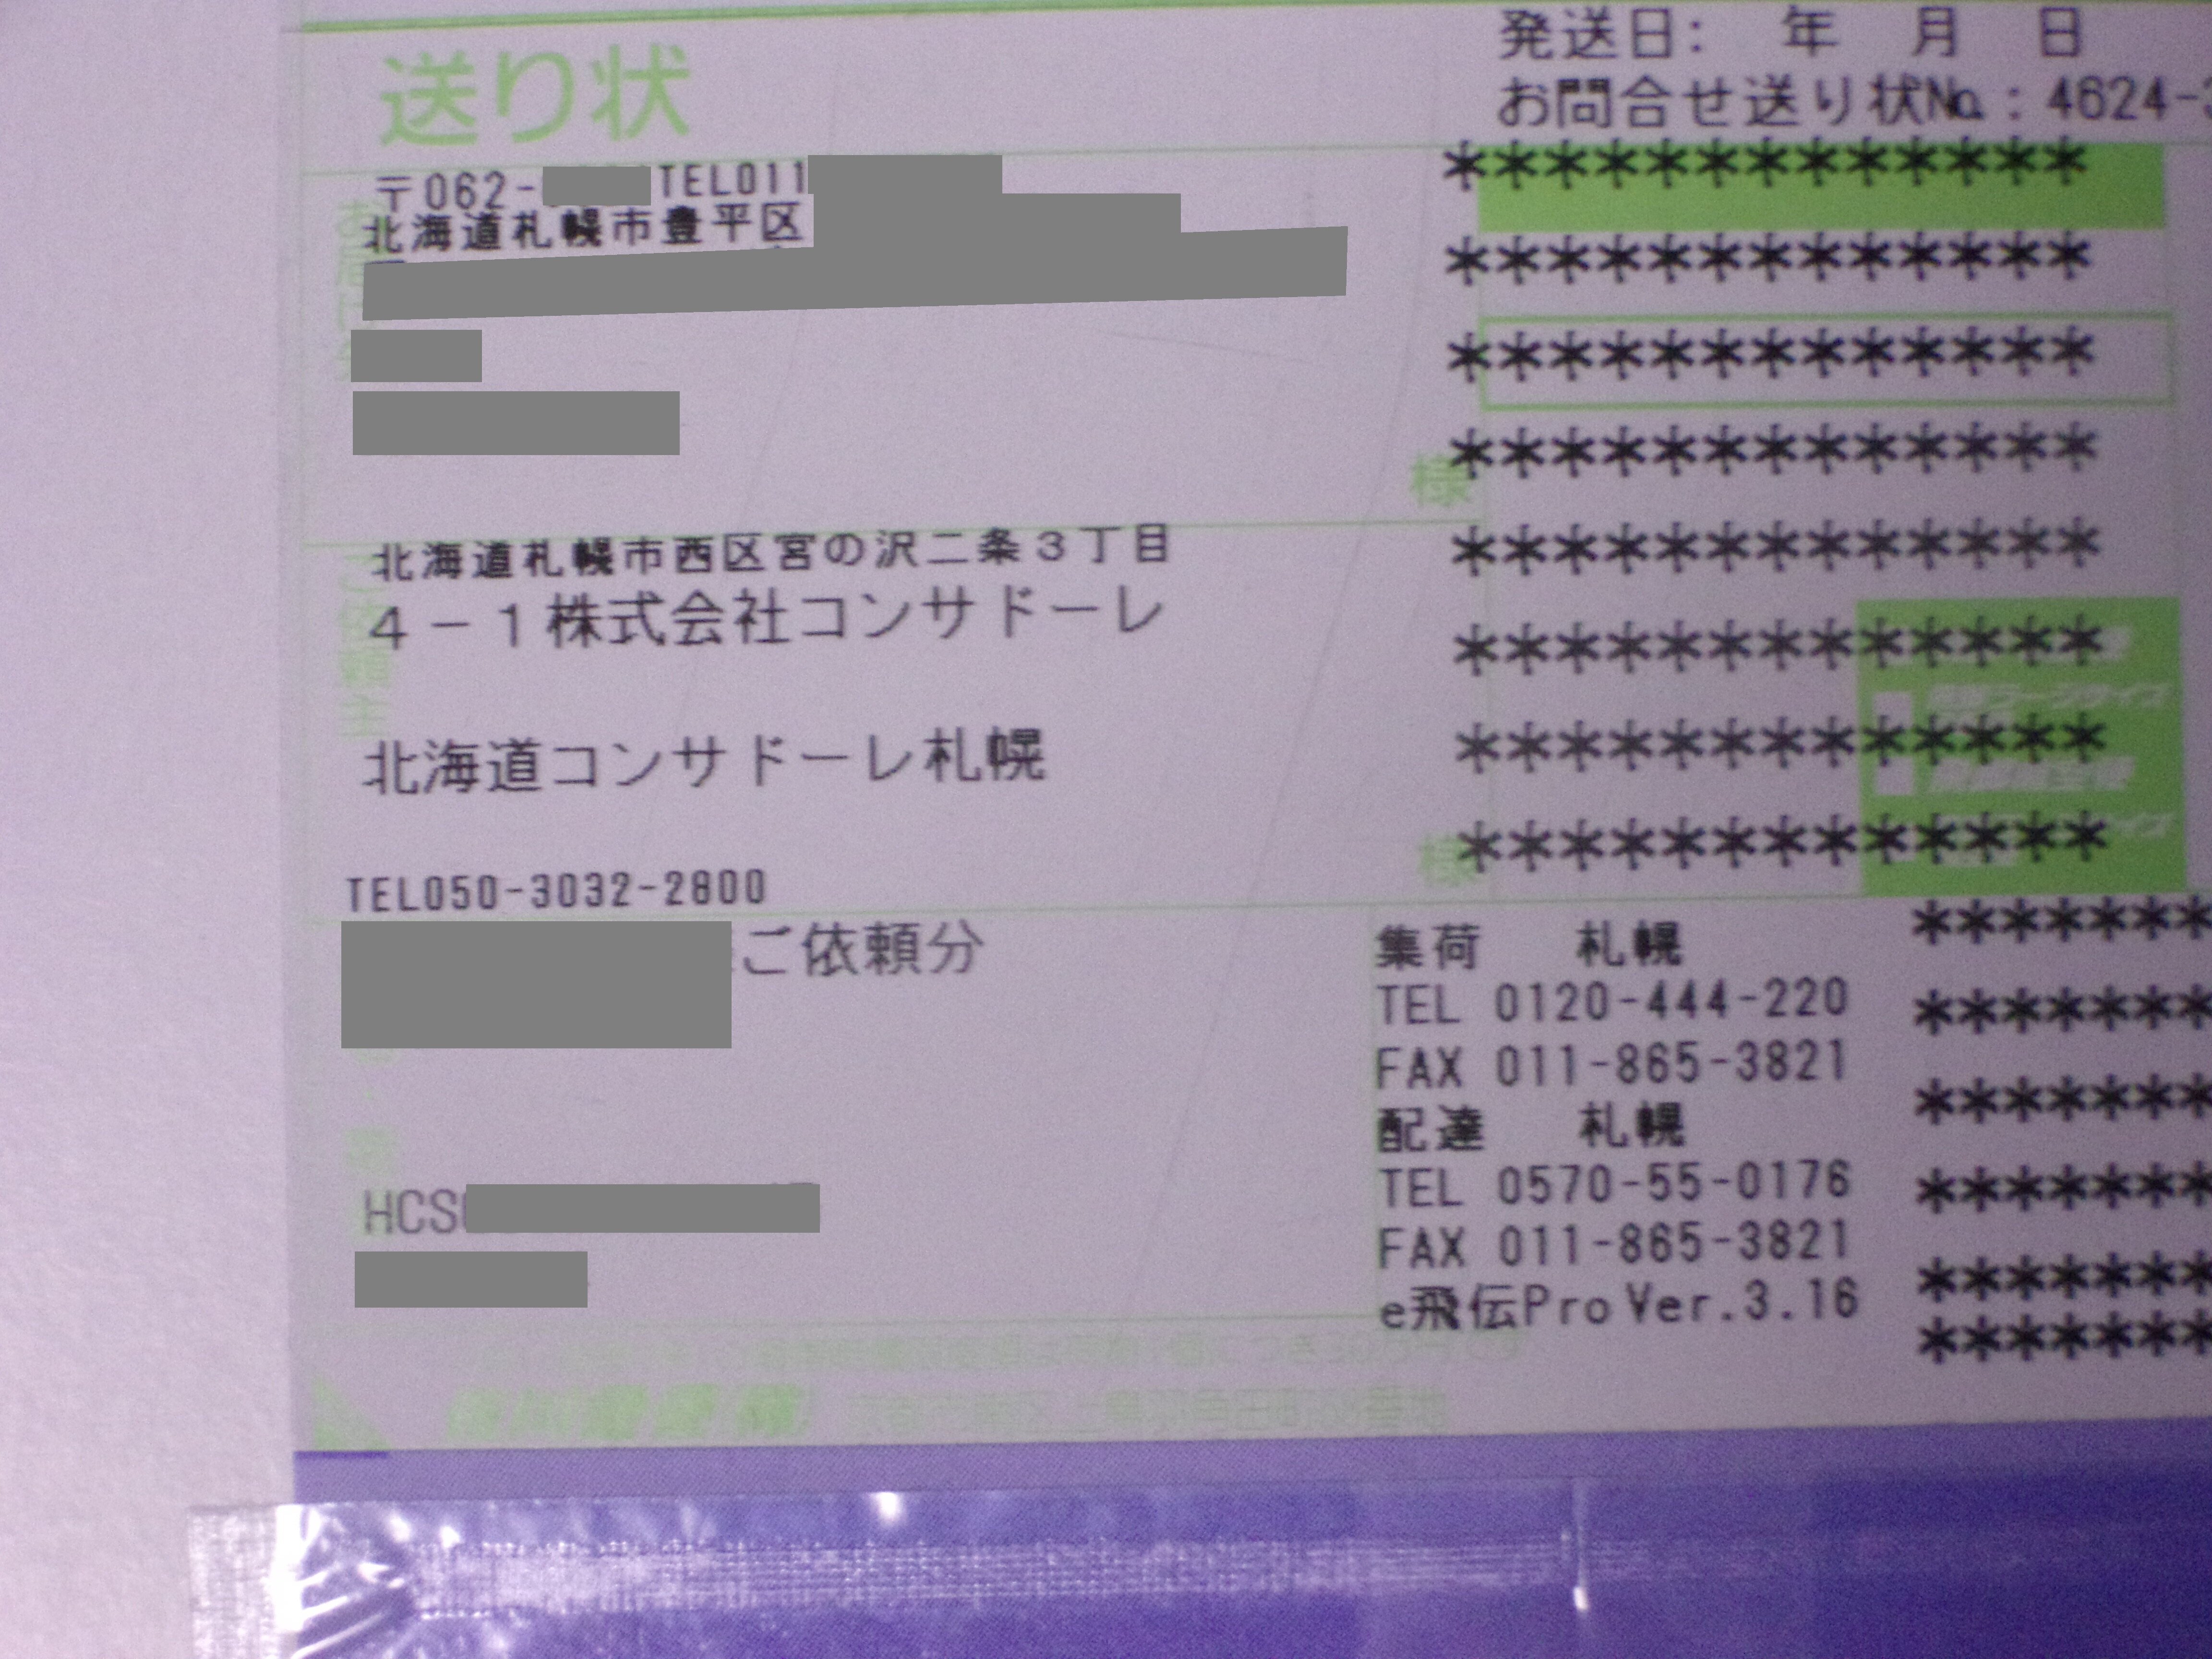 送り状
発送日: 年 月 日
お問合せ送り状No.:4624-
〒062- TEL011
北海道札幌市豊平区
様
北海道札幌市西区宮の沢二条3丁目
4-1株式会社コンサドーレ
北海道コンサドーレ札幌
様
TEL050-3032-2800
ご依頼分
HCS
*************
*************
*************
*************
*************
*************
*************
*************
集荷 札幌
TEL 0120-444-220
FAX 011-865-3821
配達 札幌
TEL 0570-55-0176
FAX 011-865-3821
e飛伝Pro Ver.3.16
******
******
******
******
******
******